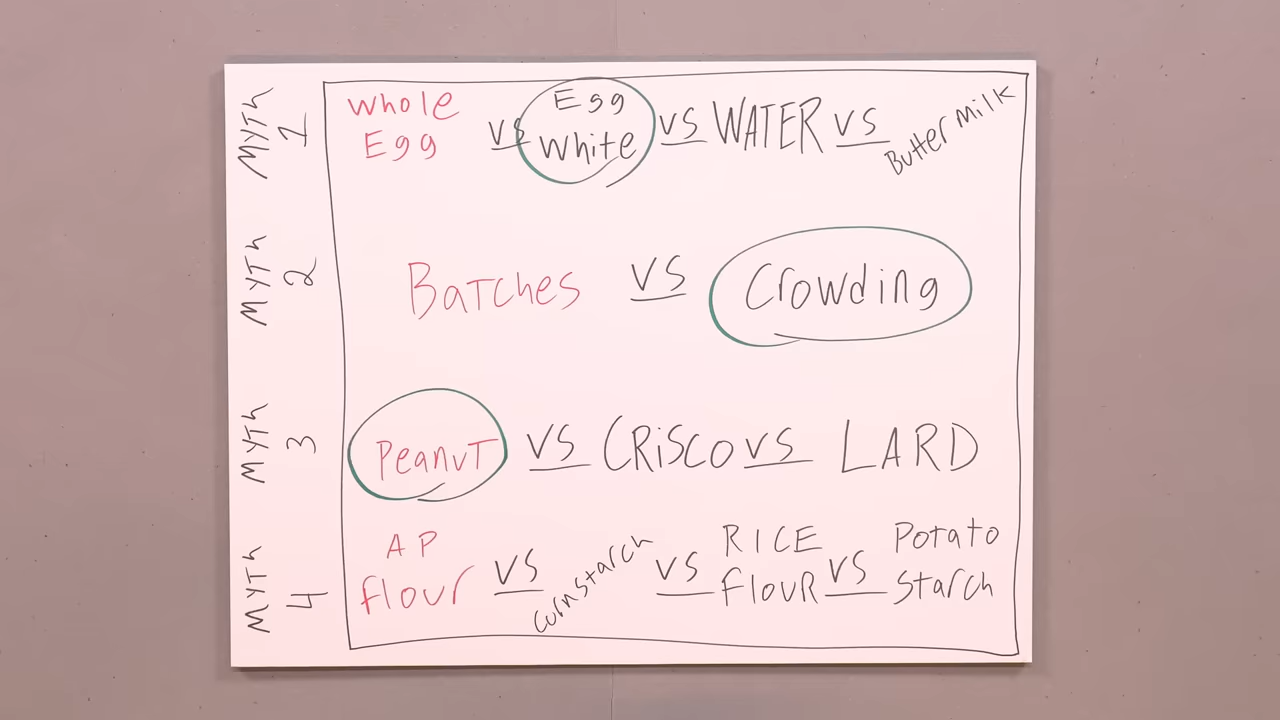 MYTh 1
whole Egg vs Egg white vs WATER vs Butter milk
MYTh 2
Batches vs Crowding
MYTh 3
Peanut vs CRiSCO vs LARD
MYTh 4
AP flour vs cornstarch vs RICE FlouR vs Potato Starch